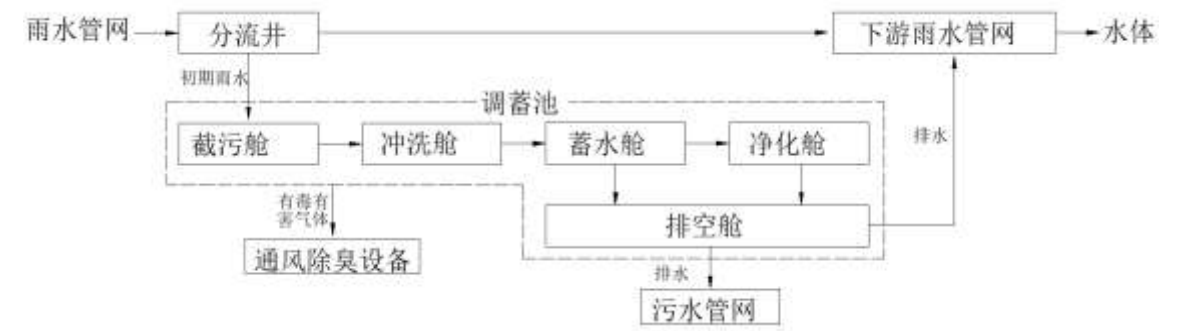 雨水管网
分流井
下游雨水管网
水体
初期雨水
调蓄池
截污舱
冲洗舱
蓄水舱
净化舱
排水
有毒有
害气体
排空舱
通风除臭设备
排水
污水管网